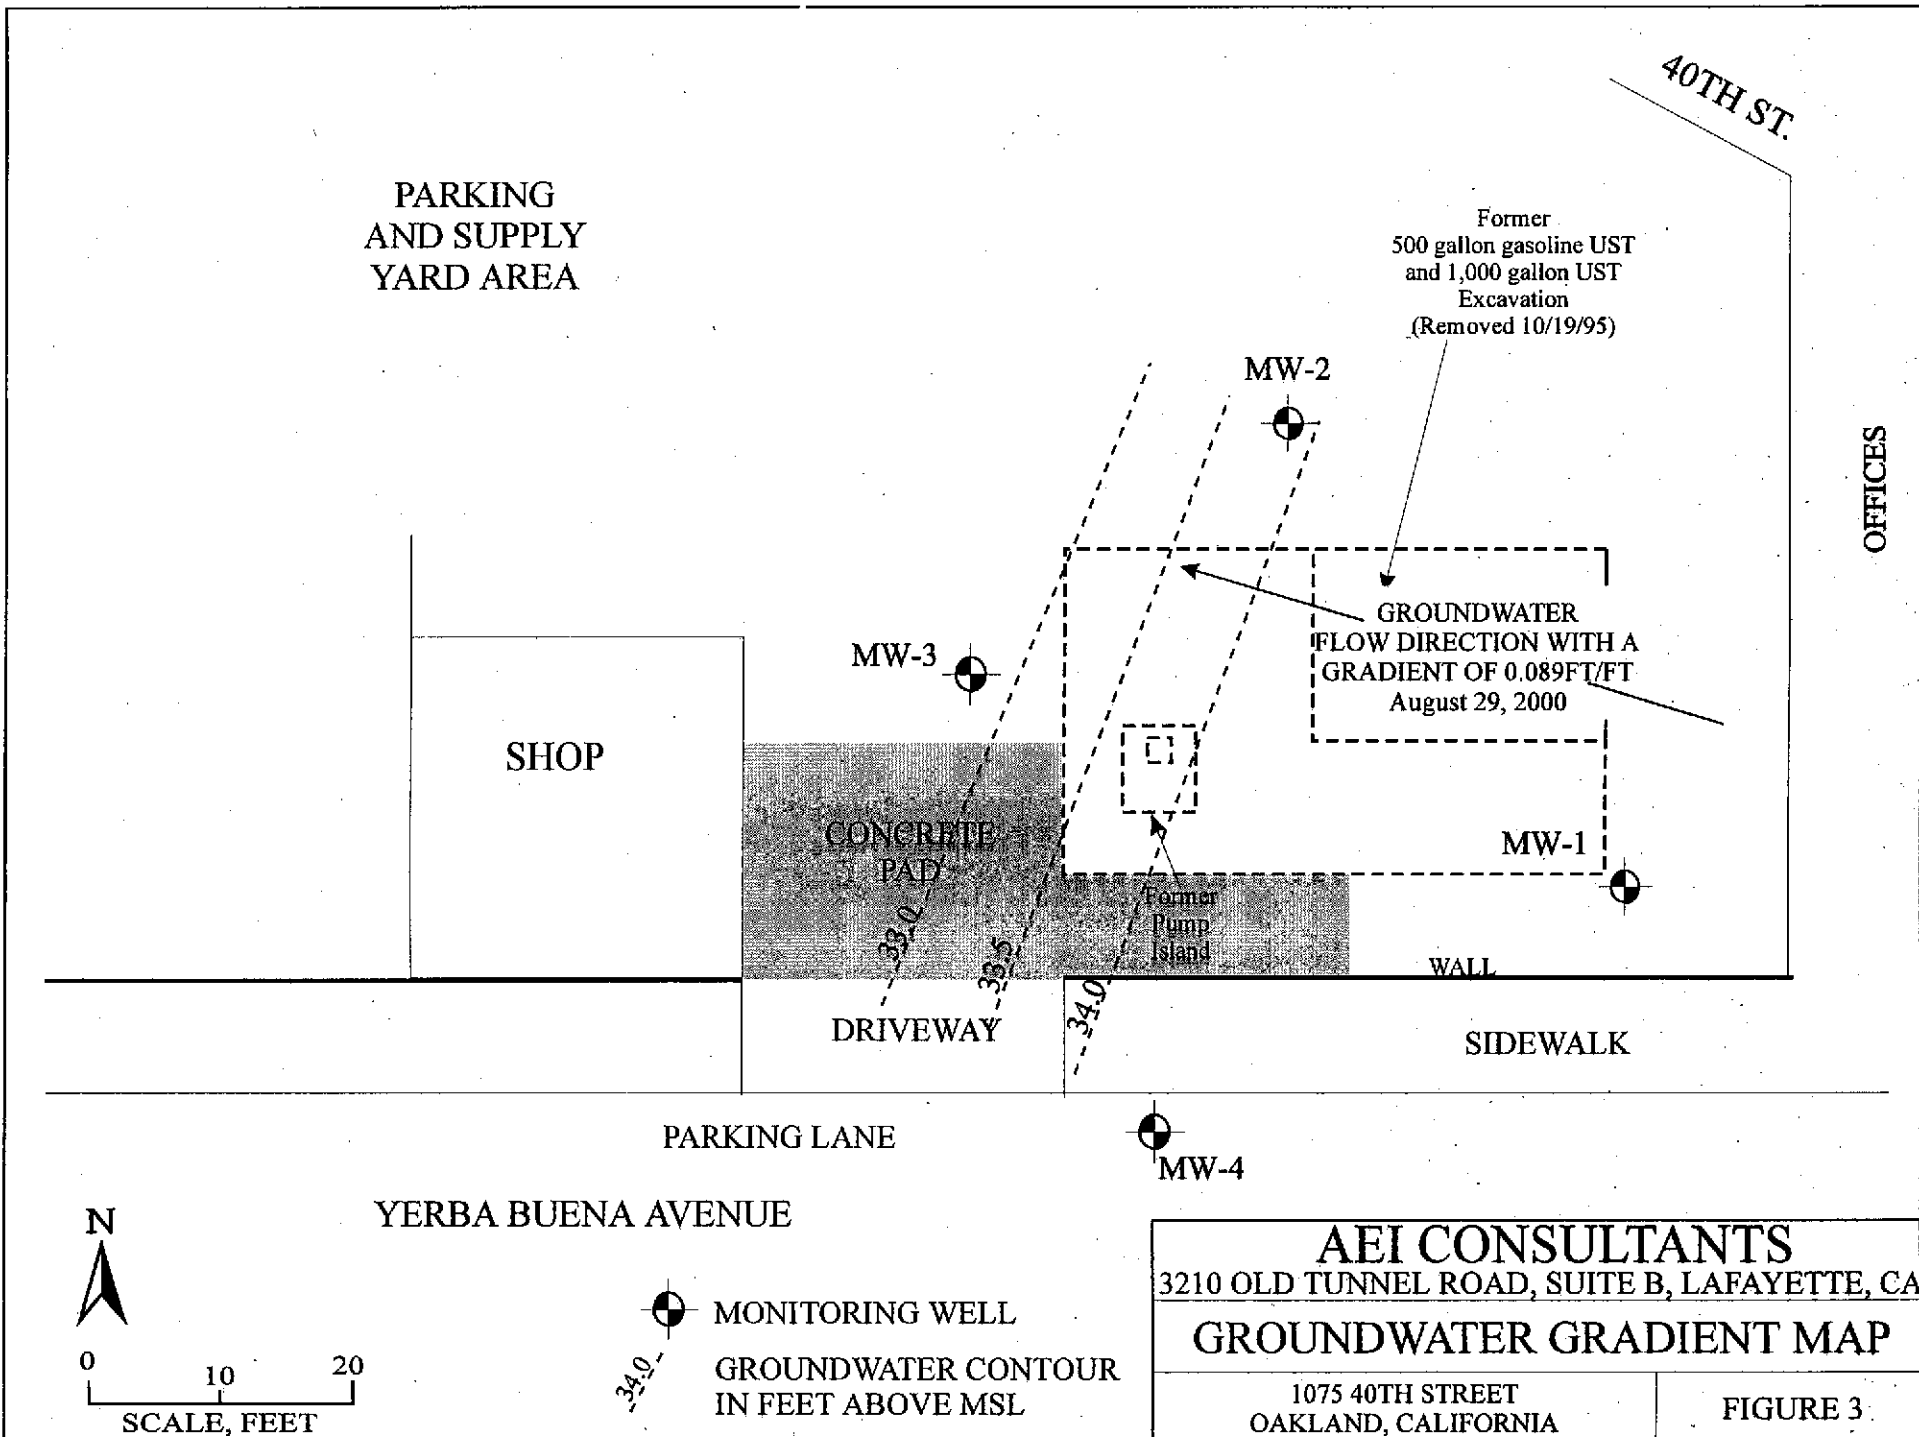 40TH ST.
PARKING
AND SUPPLY
YARD AREA
Former
500 gallon gasoline UST
and 1,000 gallon UST
Excavation
(Removed 10/19/95)
MW-2
OFFICES
GROUNDWATER
FLOW DIRECTION WITH A
GRADIENT OF 0.089FT/FT
August 29, 2000
MW-3
SHOP
CONCRETE
PAD
MW-1
Former
Pump
Island
33.0
33.5
34.0
WALL
DRIVEWAY
SIDEWALK
PARKING LANE
MW-4
YERBA BUENA AVENUE
N
0 10 20
SCALE, FEET
MONITORING WELL
34.0
GROUNDWATER CONTOUR
IN FEET ABOVE MSL
AEI CONSULTANTS
3210 OLD TUNNEL ROAD, SUITE B, LAFAYETTE, CA
GROUNDWATER GRADIENT MAP
1075 40TH STREET
OAKLAND, CALIFORNIA
FIGURE 3